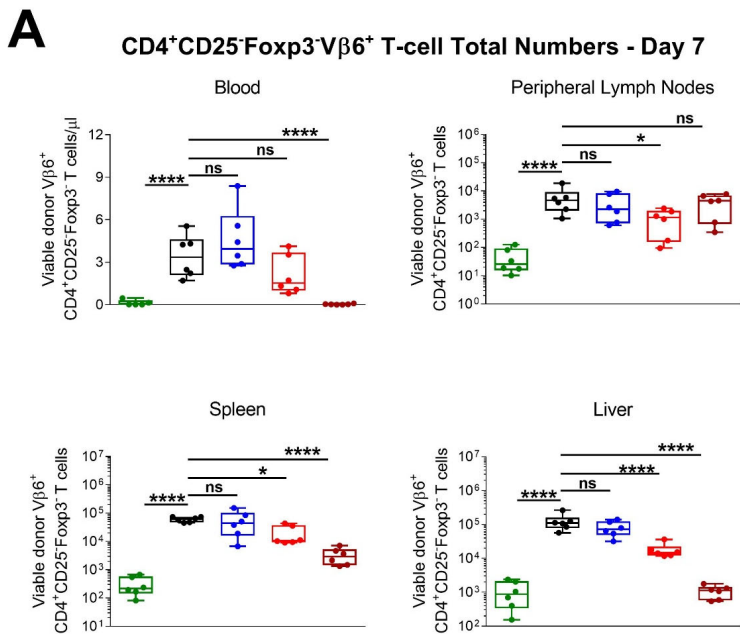 A
CD4⁺CD25⁻Foxp3⁻Vβ6⁺ T-cell Total Numbers - Day 7
Blood
Viable donor Vβ6⁺
CD4⁺CD25⁻Foxp3⁻ T cells/µl
12
9
6
3
0
****
ns
ns
****
Peripheral Lymph Nodes
Viable donor Vβ6⁺
CD4⁺CD25⁻Foxp3⁻ T cells
10⁶
10⁵
10⁴
10³
10²
10¹
10⁰
****
ns
*
ns
Spleen
Viable donor Vβ6⁺
CD4⁺CD25⁻Foxp3⁻ T cells
10⁷
10⁶
10⁵
10⁴
10³
10²
10¹
****
ns
*
****
Liver
Viable donor Vβ6⁺
CD4⁺CD25⁻Foxp3⁻ T cells
10⁷
10⁶
10⁵
10⁴
10³
10²
****
ns
****
****